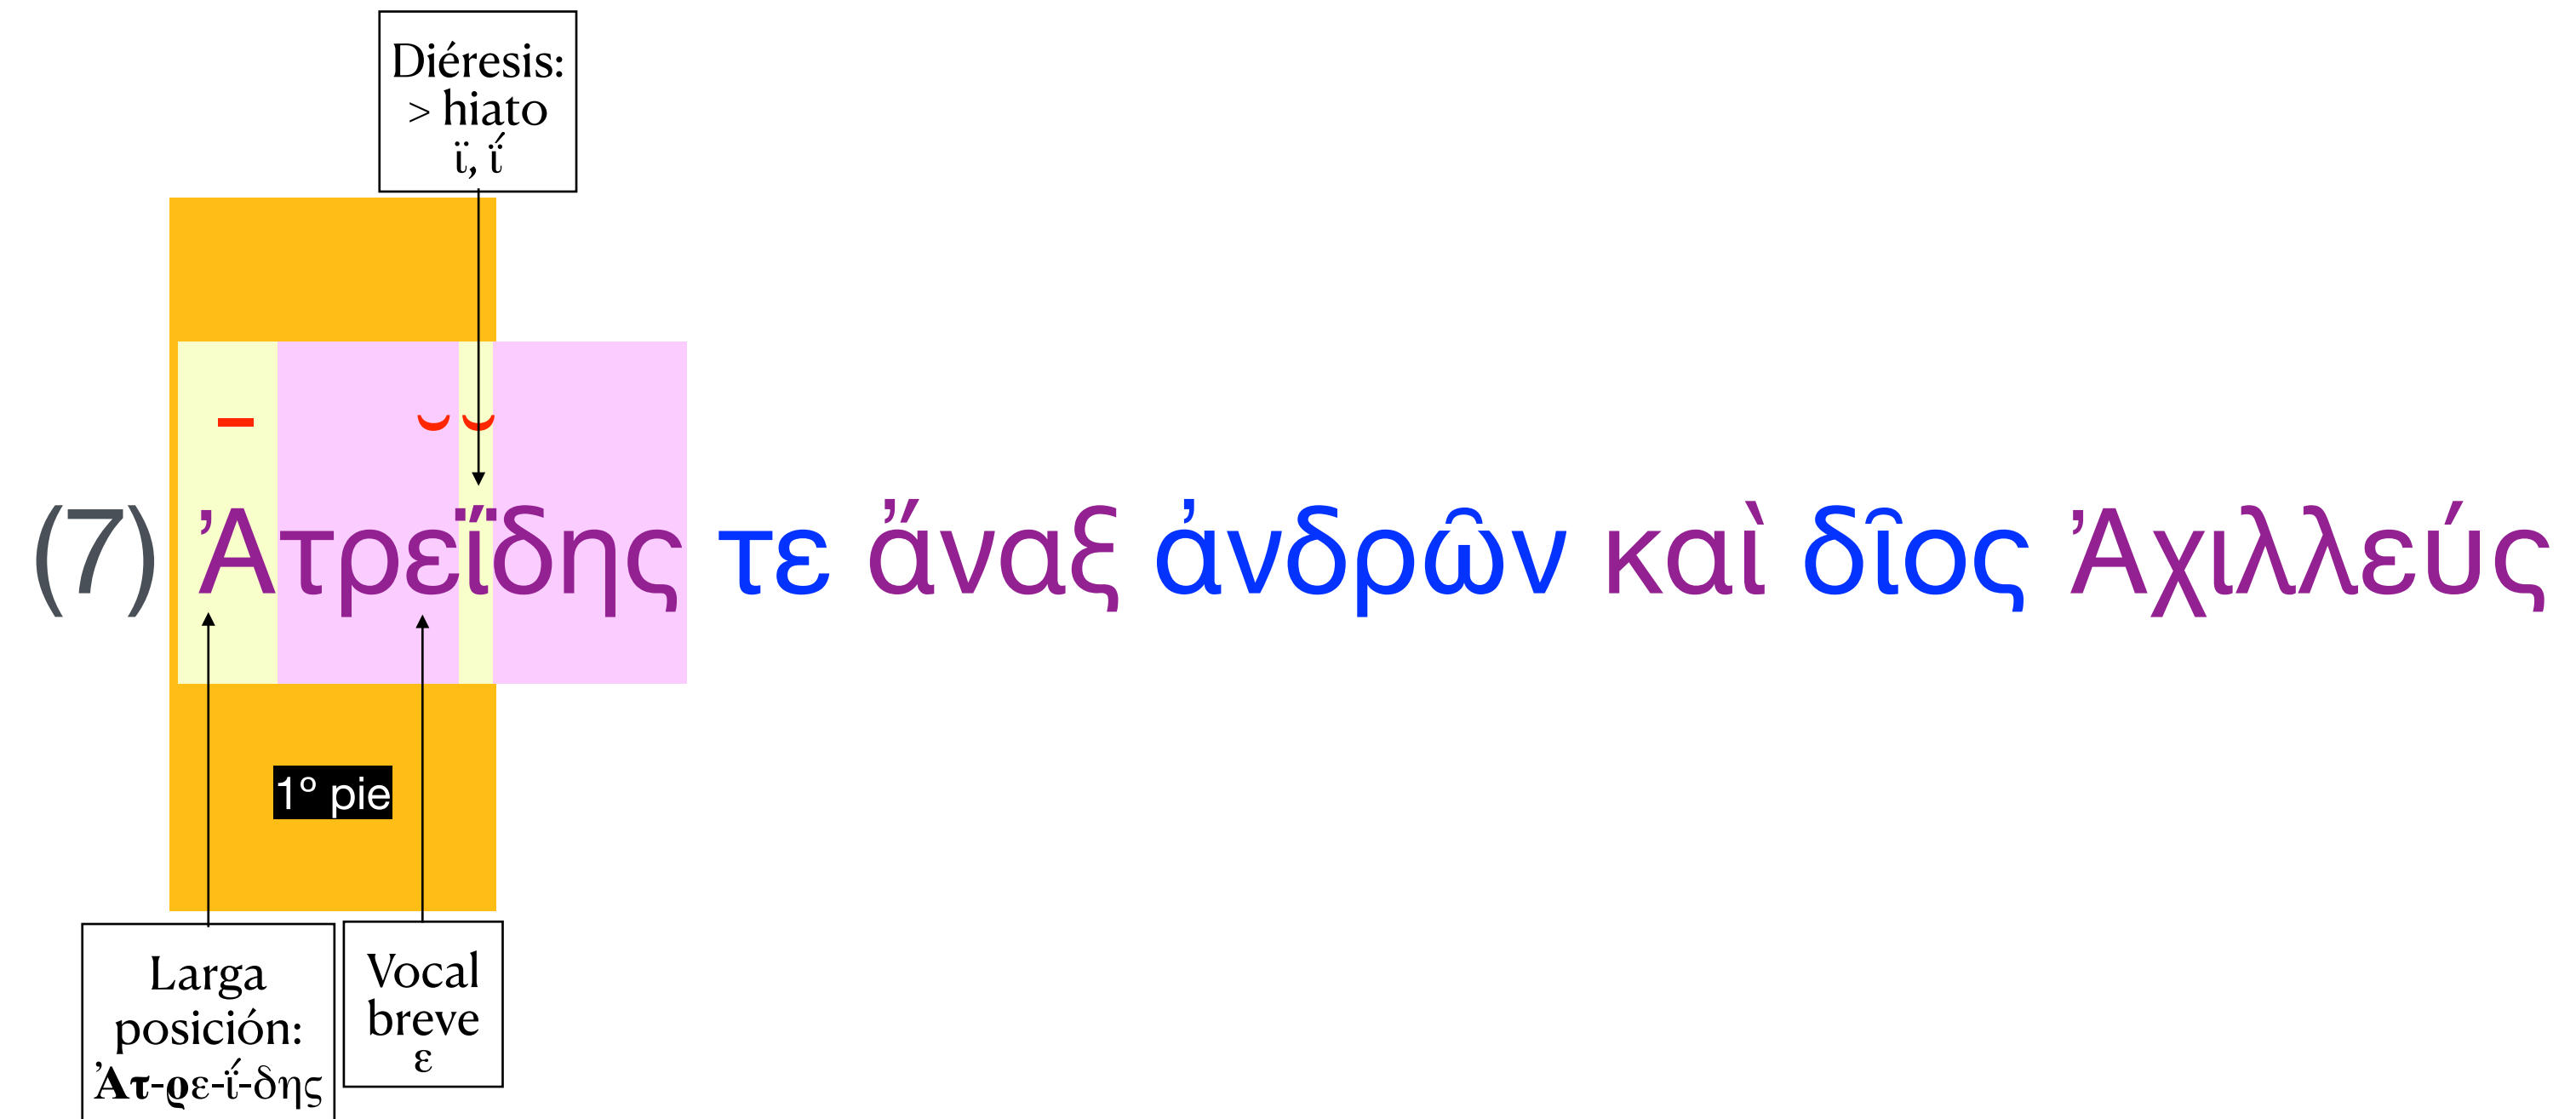 Diéresis:
> hiato
ϊ, ΐ
– ⏑ ⏑
(7) Ἀτρεΐδης τε ἄναξ ἀνδρῶν καὶ δῖος Ἀχιλλεύς
1º pie
Larga
posición:
Ἀτ-ρε-ΐ-δης
Vocal
breve
ε